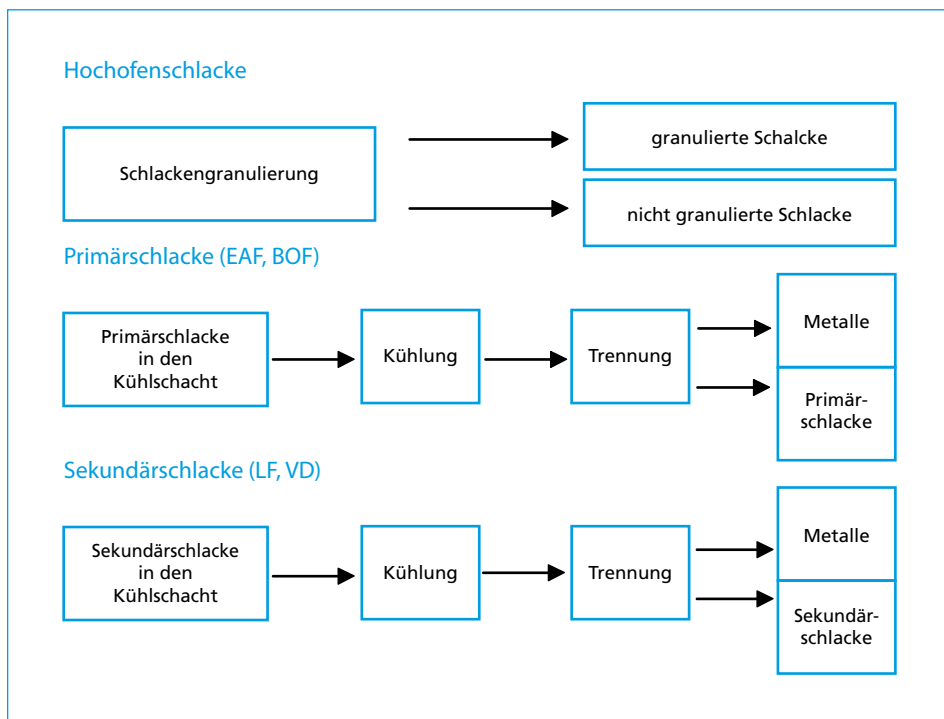 Hochofenschlacke
Schlackengranulierung
granulierte Schalcke
nicht granulierte Schlacke
Primärschlacke (EAF, BOF)
Primärschlacke
in den
Kühlschacht
Kühlung
Trennung
Metalle
Primär-
schlacke
Sekundärschlacke (LF, VD)
Sekundärschlacke
in den
Kühlschacht
Kühlung
Trennung
Metalle
Sekundär-
schlacke